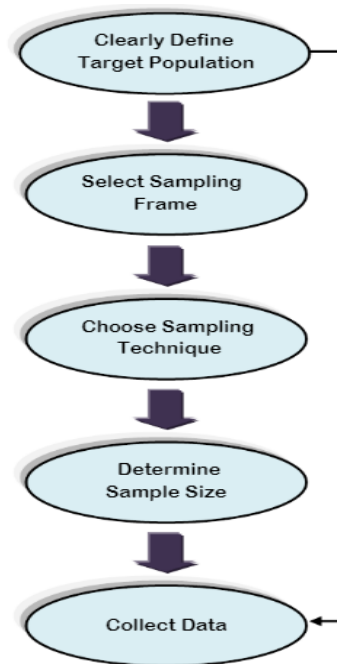 Clearly Define
Target Population
Select Sampling
Frame
Choose Sampling
Technique
Determine
Sample Size
Collect Data